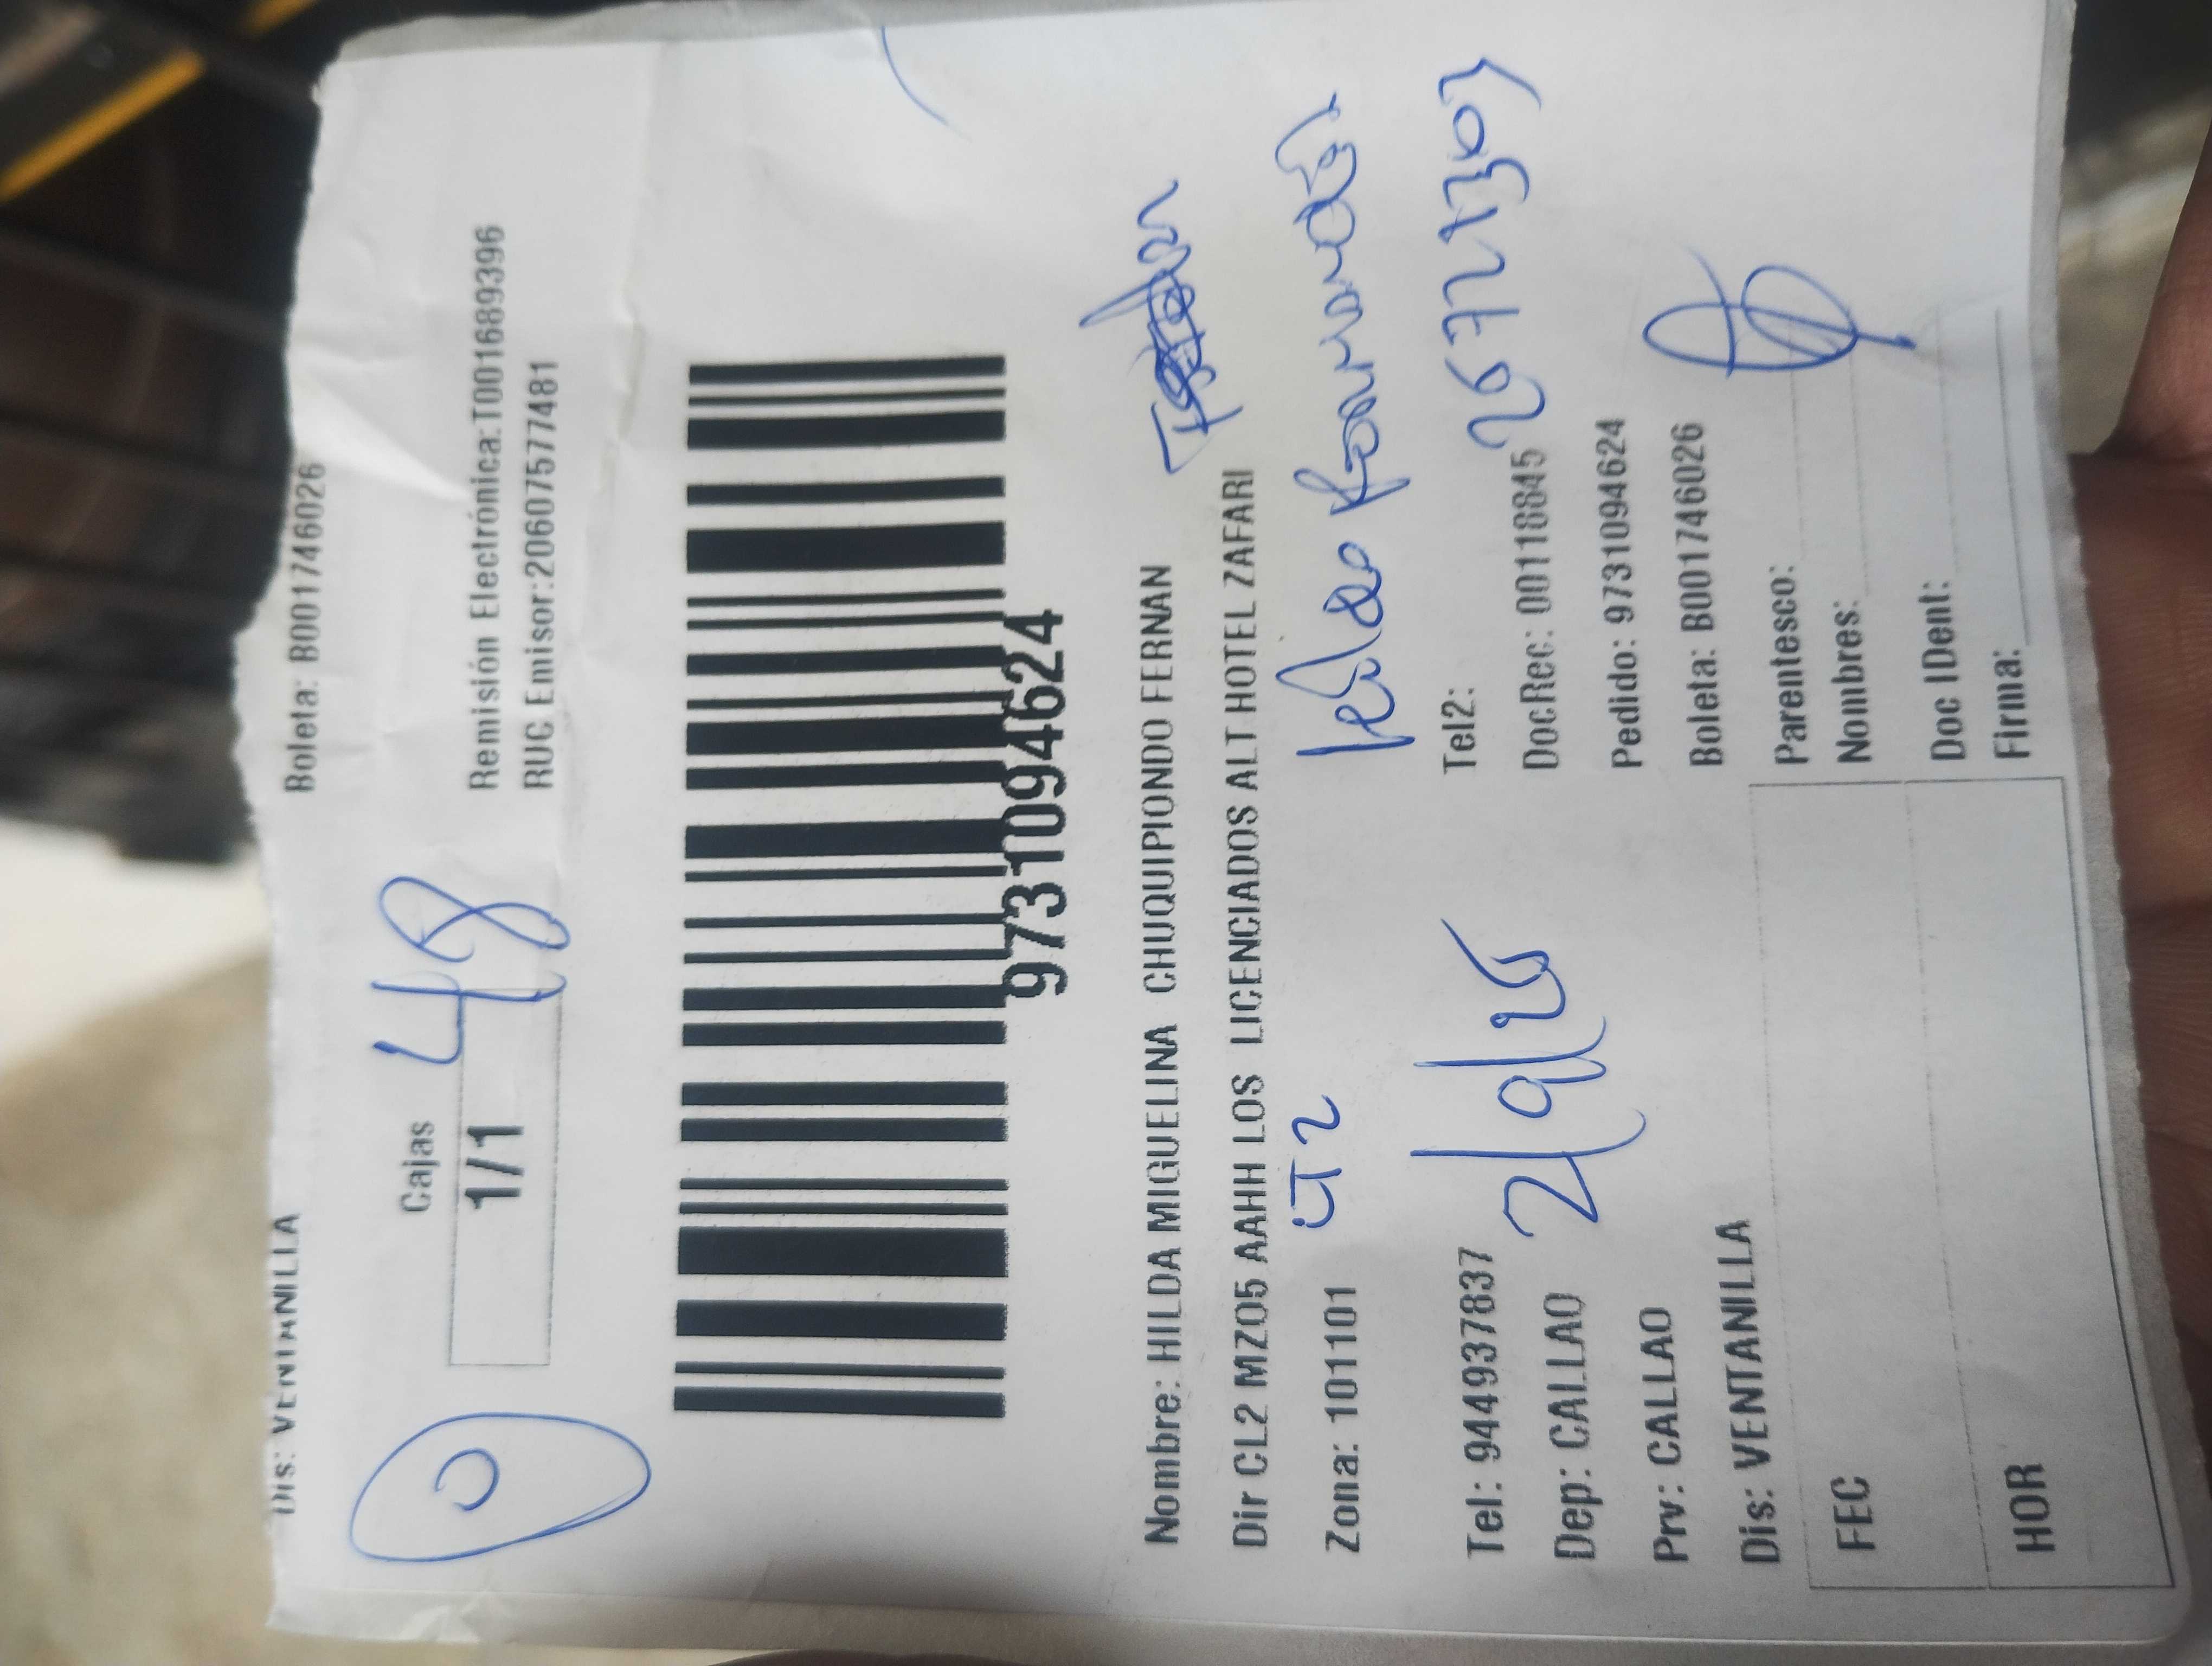 Dis: VENTANILLA
Boleta: B001746026
Cajas 48
1/1
Remisión Electrónica:T001689396
RUC Emisor:20607577481
9731094624
Nombre: HILDA MIGUELINA CHUQUIPIONDO FERNAN
Dir CL2 MZO5 AAHH LOS LICENCIADOS ALT HOTEL ZAFARI
Zona: 101101
Tel: 944937837
Tel2:
Dep: CALLAO
DocRec: 00118845
Prv: CALLAO
Pedido: 9731094624
Dis: VENTANILLA
Boleta: B001746026
FEC
Parentesco:
Nombres:
HOR
Doc IDent:
Firma: